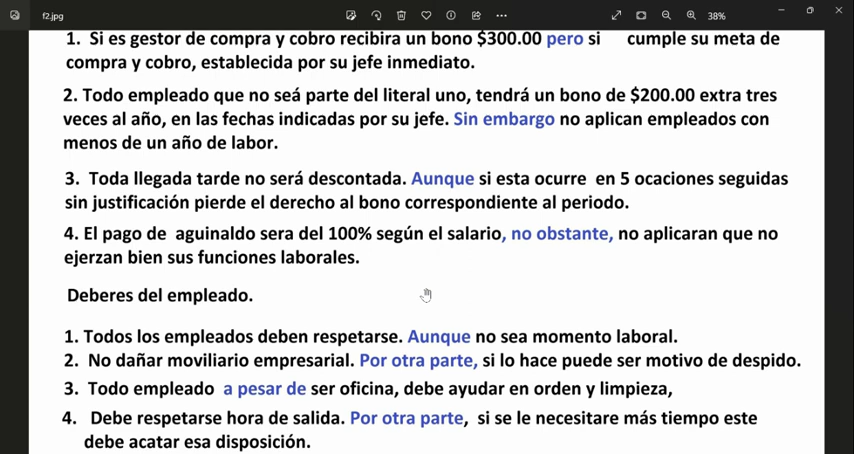 f2.jpg
38%
1. Si es gestor de compra y cobro recibira un bono $300.00 pero si cumple su meta de
compra y cobro, establecida por su jefe inmediato.
2. Todo empleado que no seá parte del literal uno, tendrá un bono de $200.00 extra tres
veces al año, en las fechas indicadas por su jefe. Sin embargo no aplican empleados con
menos de un año de labor.
3. Toda llegada tarde no será descontada. Aunque si esta ocurre en 5 ocaciones seguidas
sin justificación pierde el derecho al bono correspondiente al periodo.
4. El pago de aguinaldo sera del 100% según el salario, no obstante, no aplicaran que no
ejerzan bien sus funciones laborales.
Deberes del empleado.
1. Todos los empleados deben respetarse. Aunque no sea momento laboral.
2. No dañar moviliario empresarial. Por otra parte, si lo hace puede ser motivo de despido.
3. Todo empleado a pesar de ser oficina, debe ayudar en orden y limpieza,
4. Debe respetarse hora de salida. Por otra parte, si se le necesitare más tiempo este
debe acatar esa disposición.